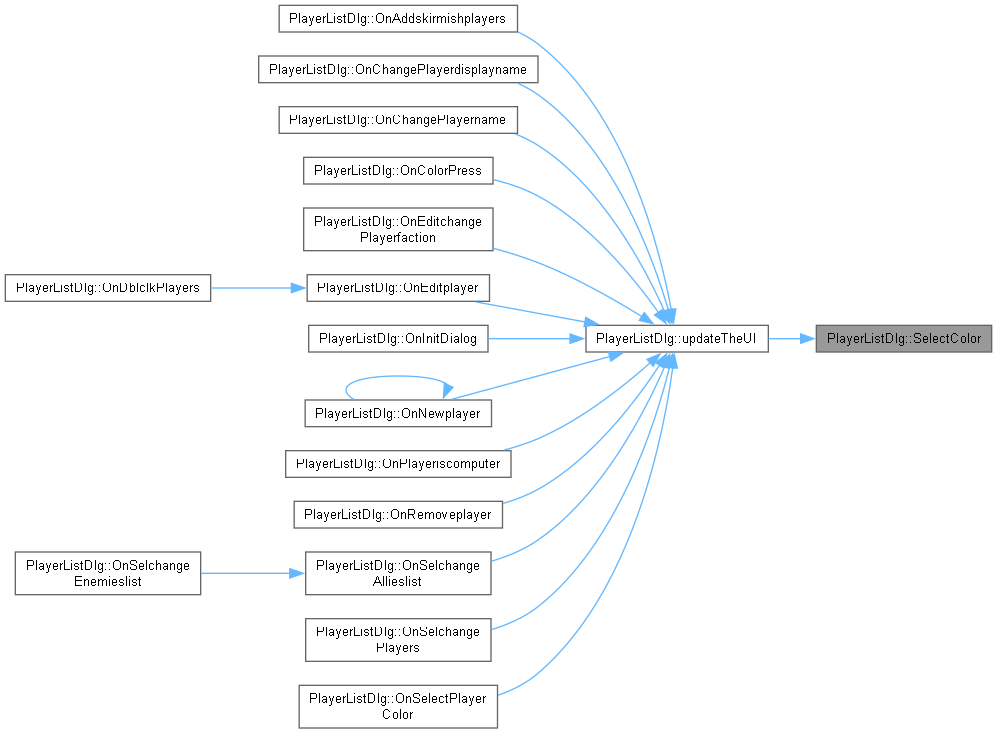 PlayerListDlg::OnAddskirmishplayers
PlayerListDlg::OnChangePlayerdisplayname
PlayerListDlg::OnChangePlayername
PlayerListDlg::OnColorPress
PlayerListDlg::OnEditchange
Playerfaction
PlayerListDlg::OnDblclkPlayers
PlayerListDlg::OnEditplayer
PlayerListDlg::OnInitDialog
PlayerListDlg::updateTheUI
PlayerListDlg::SelectColor
PlayerListDlg::OnNewplayer
PlayerListDlg::OnPlayeriscomputer
PlayerListDlg::OnRemoveplayer
PlayerListDlg::OnSelchange
Enemieslist
PlayerListDlg::OnSelchange
Allieslist
PlayerListDlg::OnSelchange
Players
PlayerListDlg::OnSelectPlayer
Color